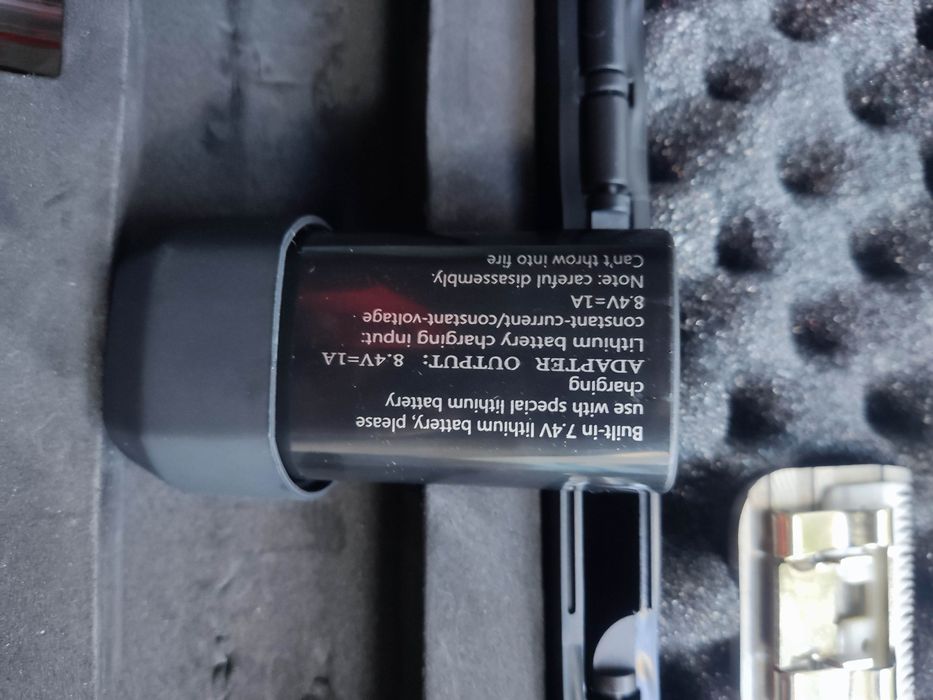 Built-in 7.4V lithium battery, please
use with special lithium battery
charging
ADAPTER OUTPUT: 8.4V=1A
Lithium battery charging input:
constant-current/constant-voltage
8.4V=1A
Note: careful disassembly.
Can't throw into fire